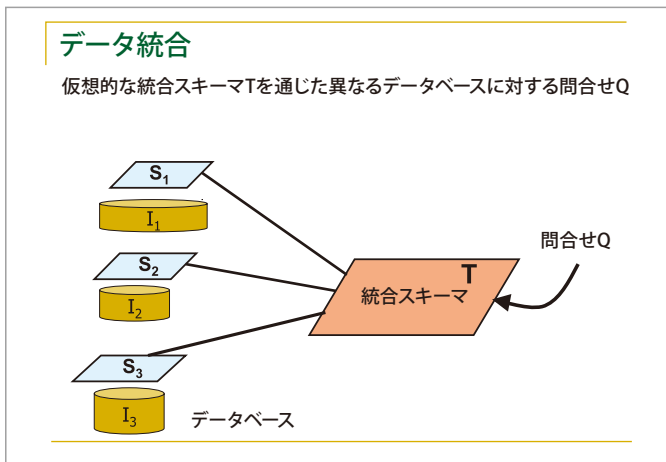 データ統合
仮想的な統合スキーマTを通じた異なるデータベースに対する問合せQ
S₁
I₁
S₂
I₂
S₃
I₃
T
統合スキーマ
問合せQ
データベース